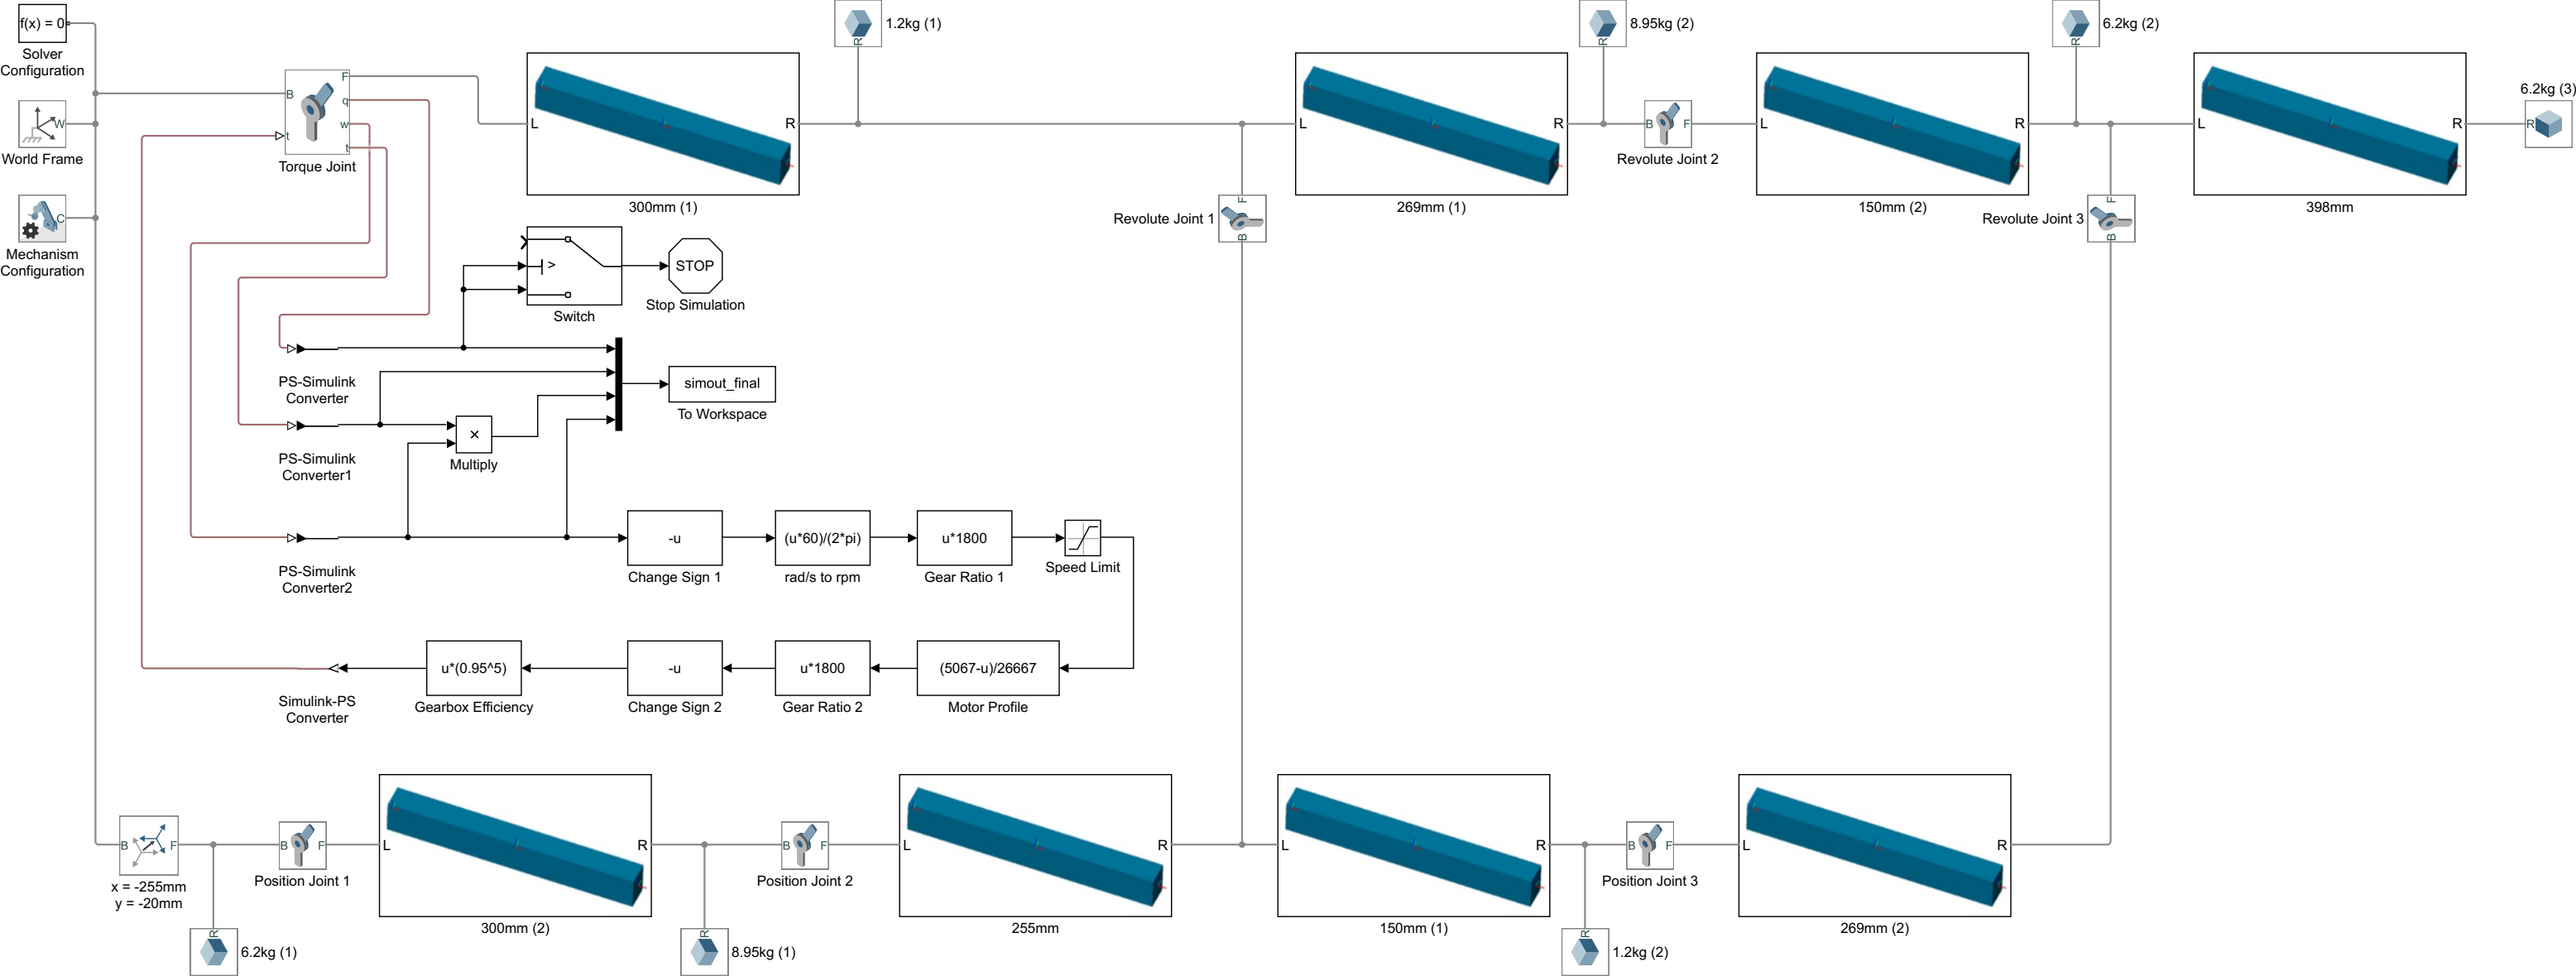 f(x) = 0
Solver
Configuration
W
World Frame
C
Mechanism
Configuration
B
t
F
q
w
t
Torque Joint
L
R
300mm (1)
R
1.2kg (1)
L
R
269mm (1)
R
8.95kg (2)
B
F
Revolute Joint 2
L
R
150mm (2)
R
6.2kg (2)
L
R
398mm
6.2kg (3)
R
Revolute Joint 1
F
B
Revolute Joint 3
F
B
>
Switch
STOP
Stop Simulation
PS-Simulink
Converter
simout_final
To Workspace
PS-Simulink
Converter1
×
Multiply
PS-Simulink
Converter2
-u
Change Sign 1
(u*60)/(2*pi)
rad/s to rpm
u*1800
Gear Ratio 1
Speed Limit
Simulink-PS
Converter
u*(0.95^5)
Gearbox Efficiency
-u
Change Sign 2
u*1800
Gear Ratio 2
(5067-u)/26667
Motor Profile
B
F
x = -255mm
y = -20mm
R
6.2kg (1)
B
F
Position Joint 1
L
R
300mm (2)
R
8.95kg (1)
B
F
Position Joint 2
L
R
255mm
L
R
150mm (1)
R
1.2kg (2)
B
F
Position Joint 3
L
R
269mm (2)